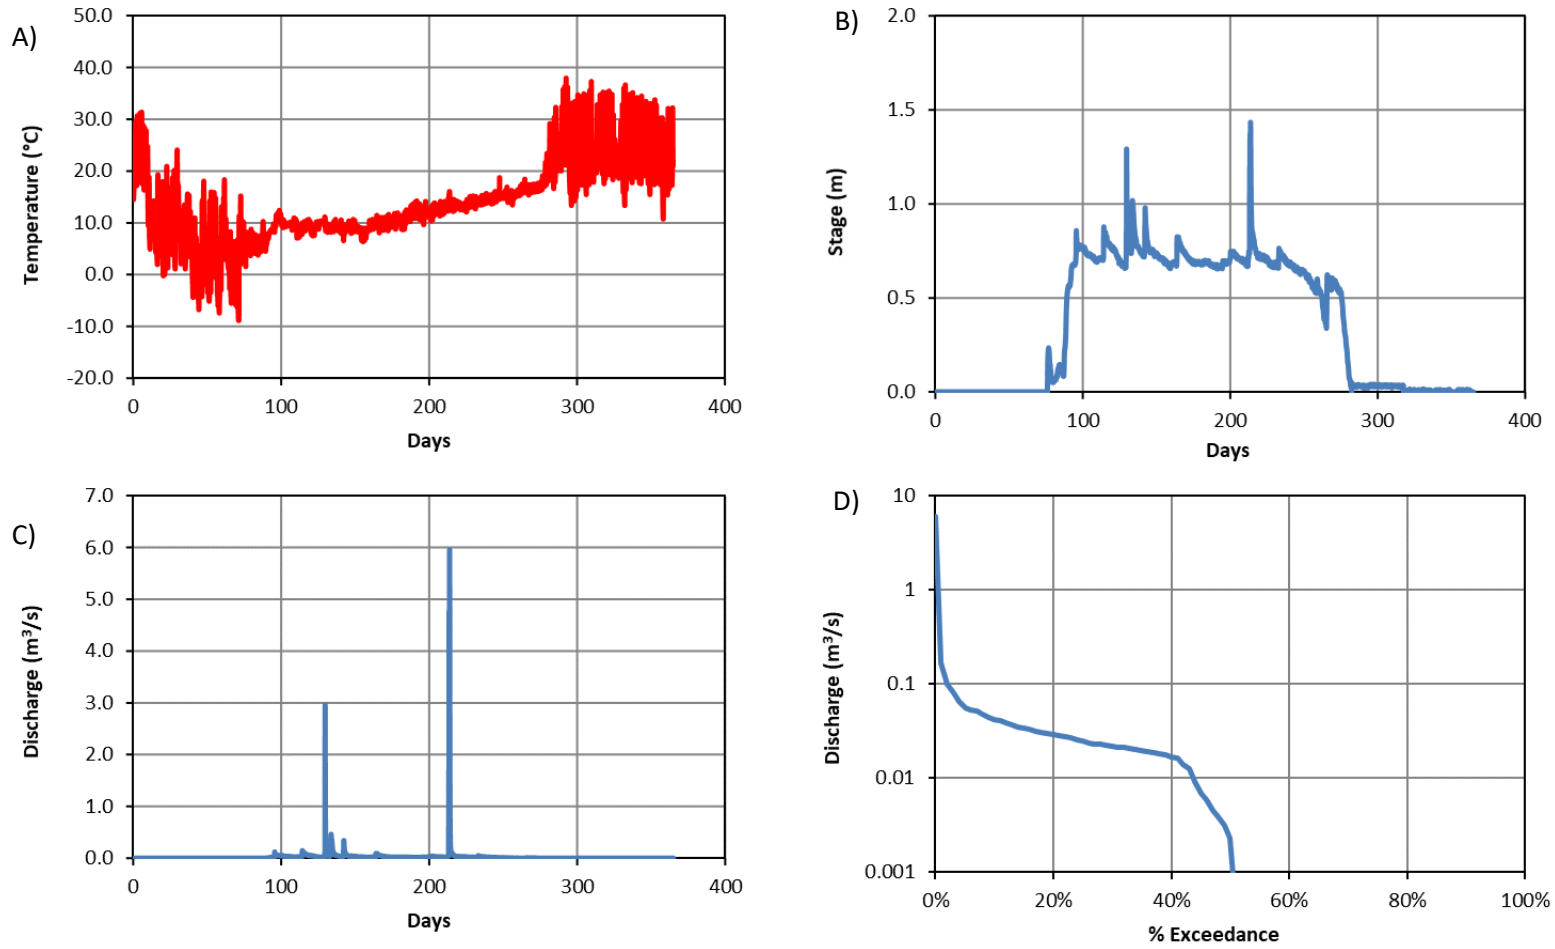 A)
Temperature (°C)
50.0
40.0
30.0
20.0
10.0
0.0
-10.0
-20.0
0 100 200 300 400
Days
B)
Stage (m)
2.0
1.5
1.0
0.5
0.0
0 100 200 300 400
Days
C)
Discharge (m³/s)
7.0
6.0
5.0
4.0
3.0
2.0
1.0
0.0
0 100 200 300 400
Days
D)
Discharge (m³/s)
10
1
0.1
0.01
0.001
0% 20% 40% 60% 80% 100%
% Exceedance